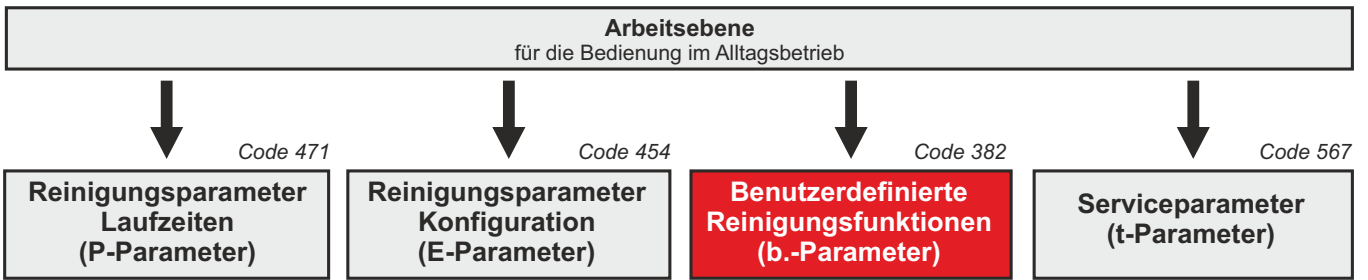 Arbeitsebene
für die Bedienung im Alltagsbetrieb
Code 471
Code 454
Code 382
Code 567
Reinigungsparameter
Laufzeiten
(P-Parameter)
Reinigungsparameter
Konfiguration
(E-Parameter)
Benutzerdefinierte
Reinigungsfunktionen
(b.-Parameter)
Serviceparameter
(t-Parameter)